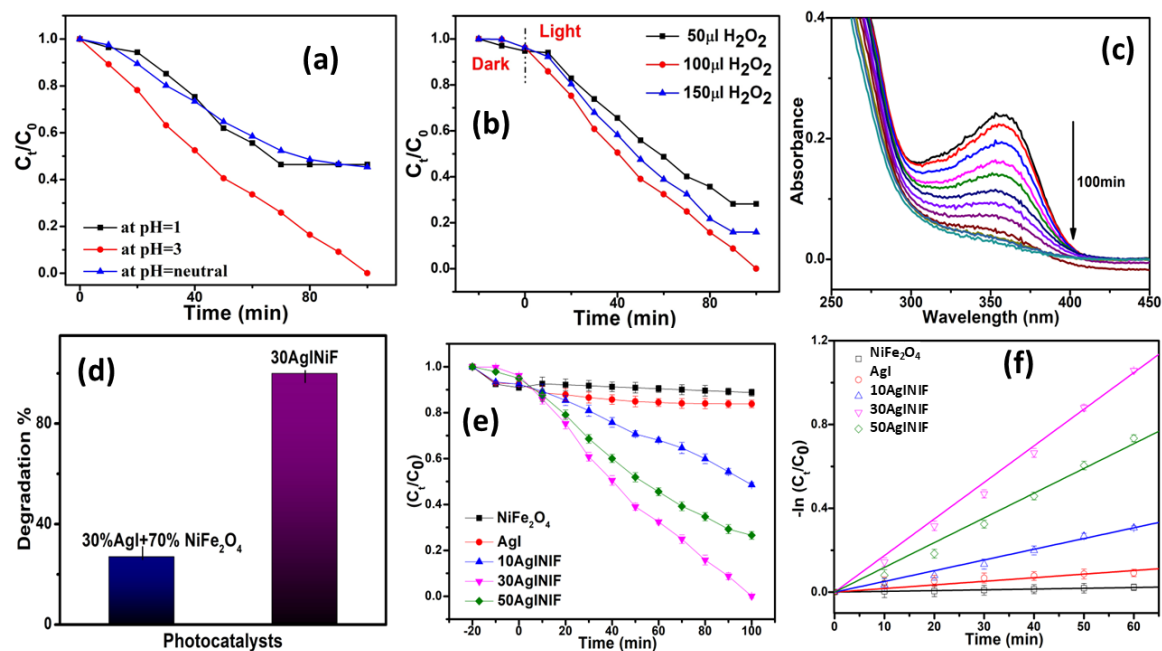 (a)
C_t/C_0
1.0
0.8
0.6
0.4
0.2
0.0
at pH=1
at pH=3
at pH=neutral
0 40 80
Time (min)
(b)
Dark
Light
50μl H₂O₂
100μl H₂O₂
150μl H₂O₂
C_t/C_0
1.0
0.8
0.6
0.4
0.2
0.0
0 40 80
Time (min)
(c)
Absorbance
0.4
0.2
0.0
100min
250 300 350 400 450
Wavelength (nm)
(d)
Degradation %
80
40
0
30AgINiF
30%AgI+70% NiFe₂O₄
Photocatalysts
(e)
(C_t/C_0)
1.0
0.8
0.6
0.4
0.2
0.0
NiFe₂O₄
AgI
10AgINIF
30AgINIF
50AgINIF
-20 0 20 40 60 80 100
Time (min)
(f)
-ln (C_t/C_0)
1.2
0.8
0.4
0.0
NiFe₂O₄
AgI
10AgINIF
30AgINIF
50AgINIF
0 10 20 30 40 50 60
Time (min)